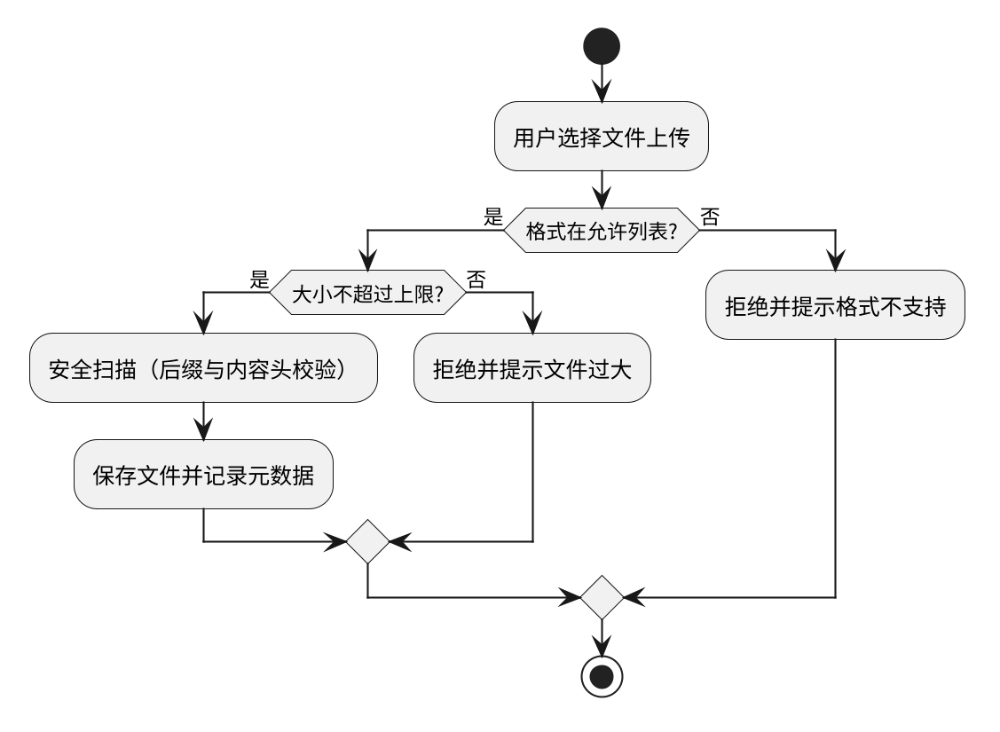 用户选择文件上传
是
格式在允许列表?
否
是
大小不超过上限?
否
拒绝并提示格式不支持
安全扫描（后缀与内容头校验）
拒绝并提示文件过大
保存文件并记录元数据